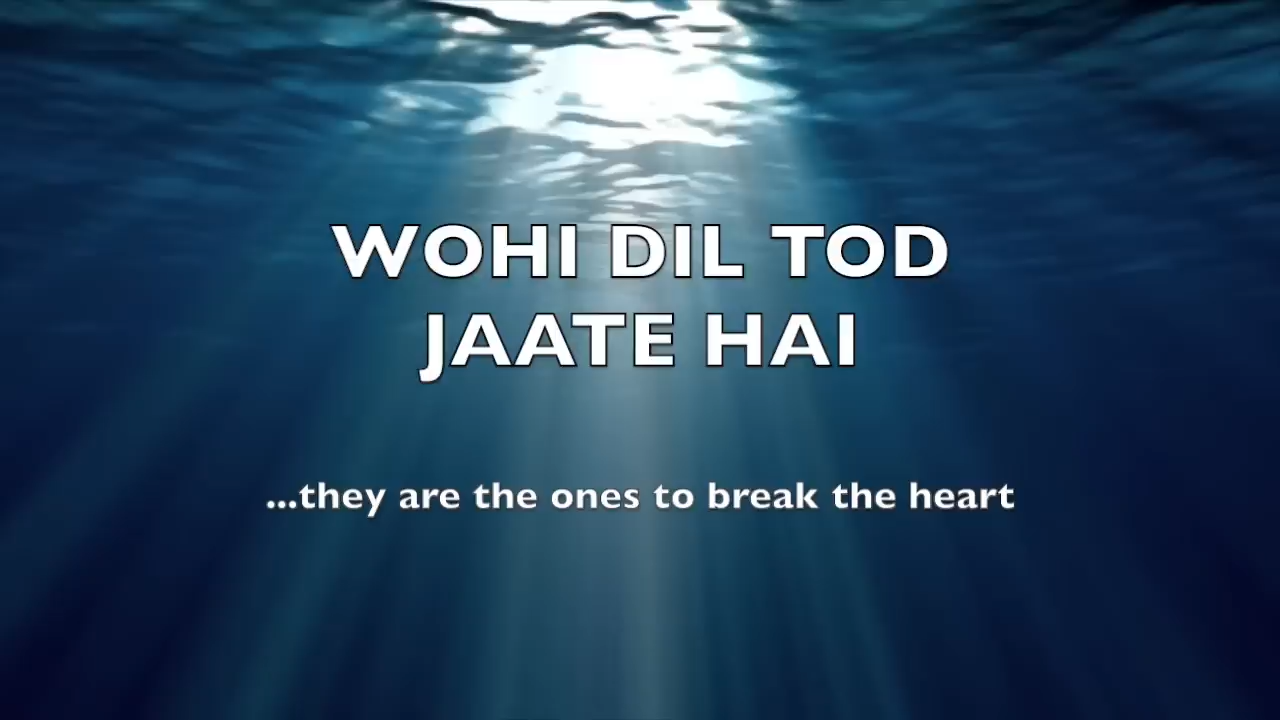 WOHI DIL TOD
JAATE HAI
...they are the ones to break the heart